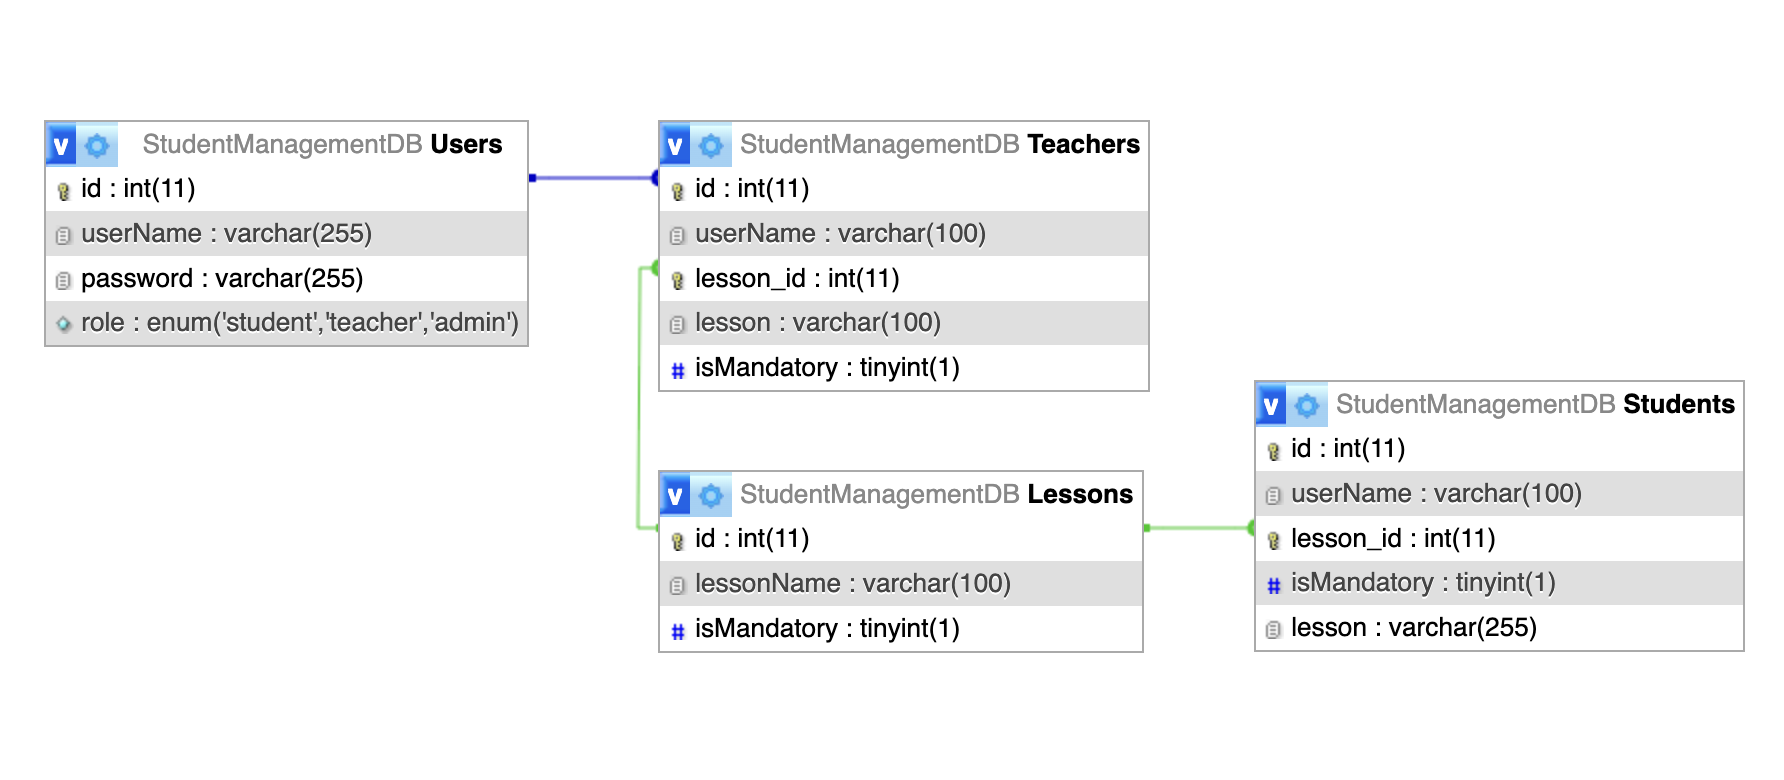 v StudentManagementDB Users
id : int(11)
userName : varchar(255)
password : varchar(255)
role : enum('student','teacher','admin')
v StudentManagementDB Teachers
id : int(11)
userName : varchar(100)
lesson_id : int(11)
lesson : varchar(100)
# isMandatory : tinyint(1)
v StudentManagementDB Lessons
id : int(11)
lessonName : varchar(100)
# isMandatory : tinyint(1)
v StudentManagementDB Students
id : int(11)
userName : varchar(100)
lesson_id : int(11)
# isMandatory : tinyint(1)
lesson : varchar(255)